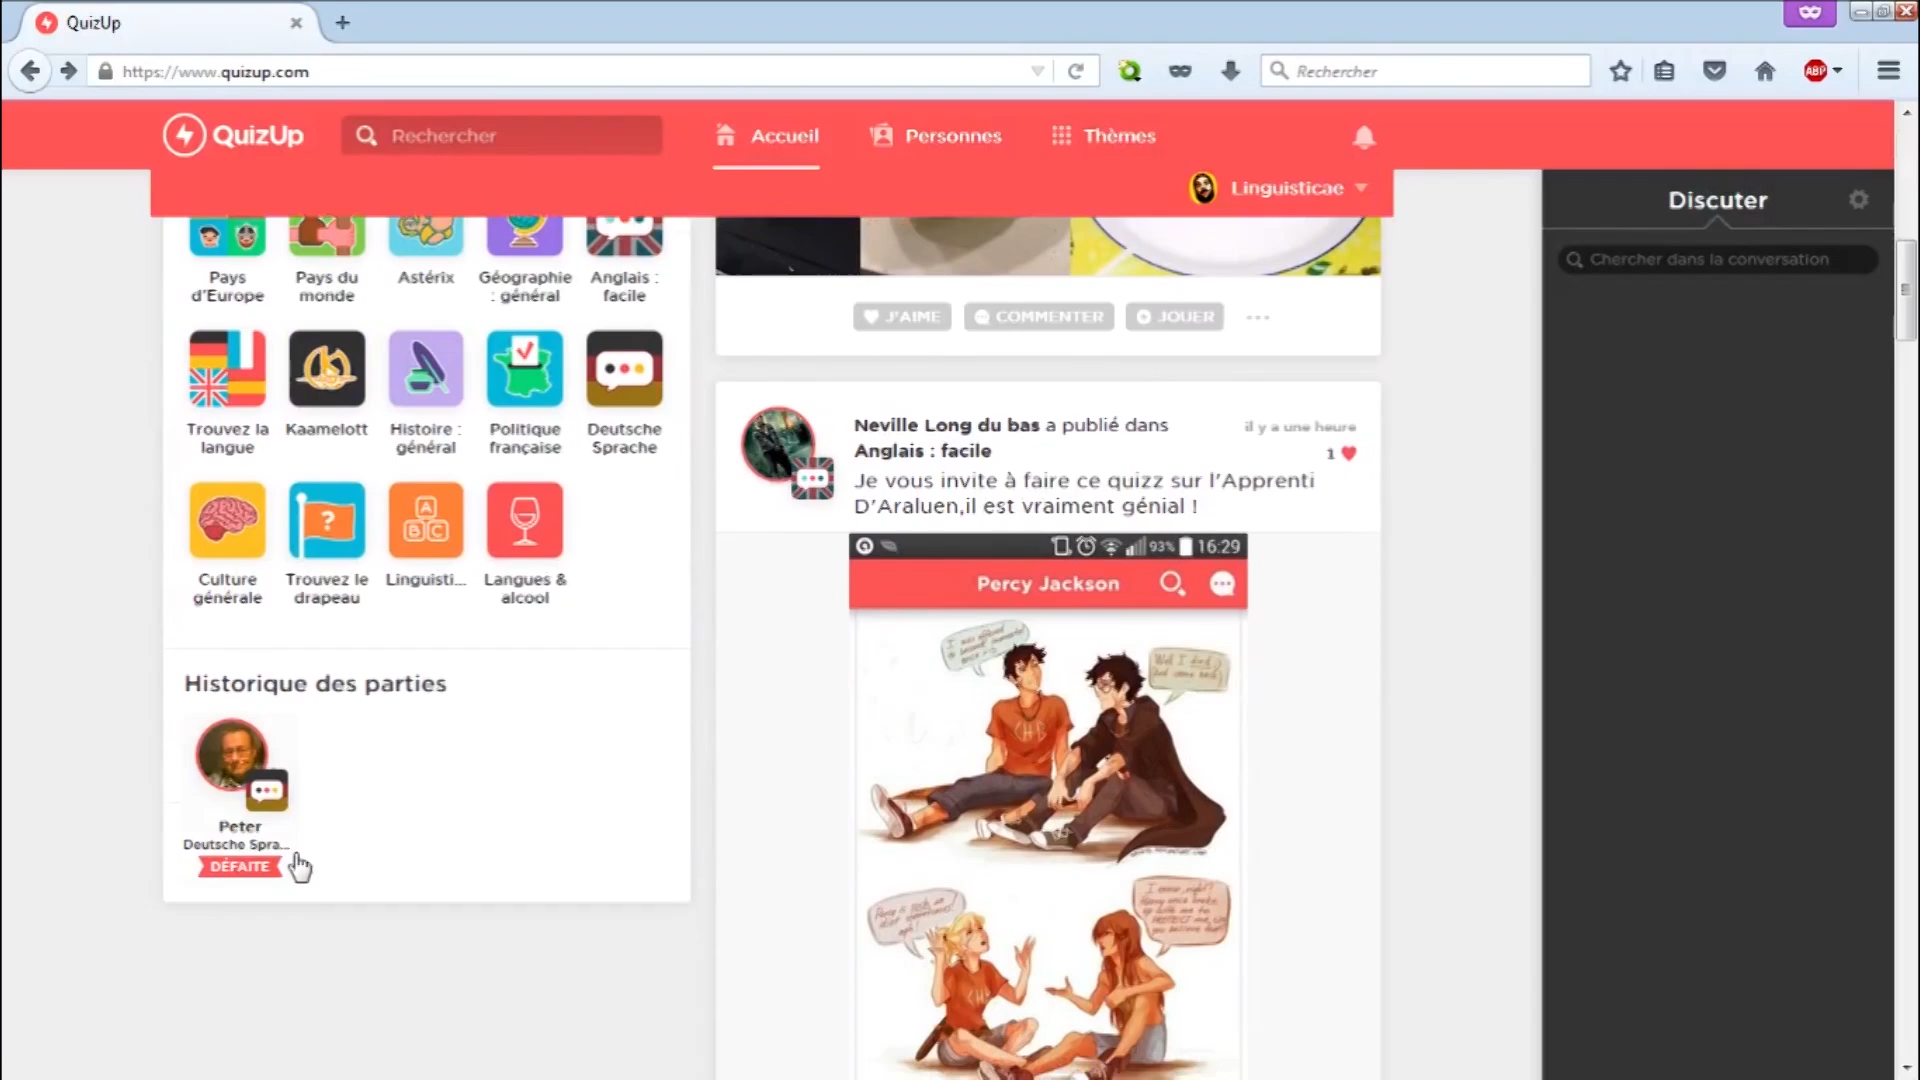 QuizUp
https://www.quizup.com
Rechercher
ABP
QuizUp
Rechercher
Accueil
Personnes
Thèmes
Linguisticae
Discuter
Chercher dans la conversation
Pays d'Europe
Pays du monde
Astérix
Géographie : général
Anglais : facile
Trouvez la langue
Kaamelott
Histoire : général
Politique française
Deutsche Sprache
Culture générale
Trouvez le drapeau
Linguisti...
Langues & alcool
A
B C
?
Historique des parties
Peter
Deutsche Spra...
DÉFAITE
J'AIME
COMMENTER
JOUER
Neville Long du bas a publié dans
Anglais : facile
il y a une heure
1
Je vous invite à faire ce quizz sur l'Apprenti
D'Araluen,il est vraiment génial !
93% 16:29
Percy Jackson